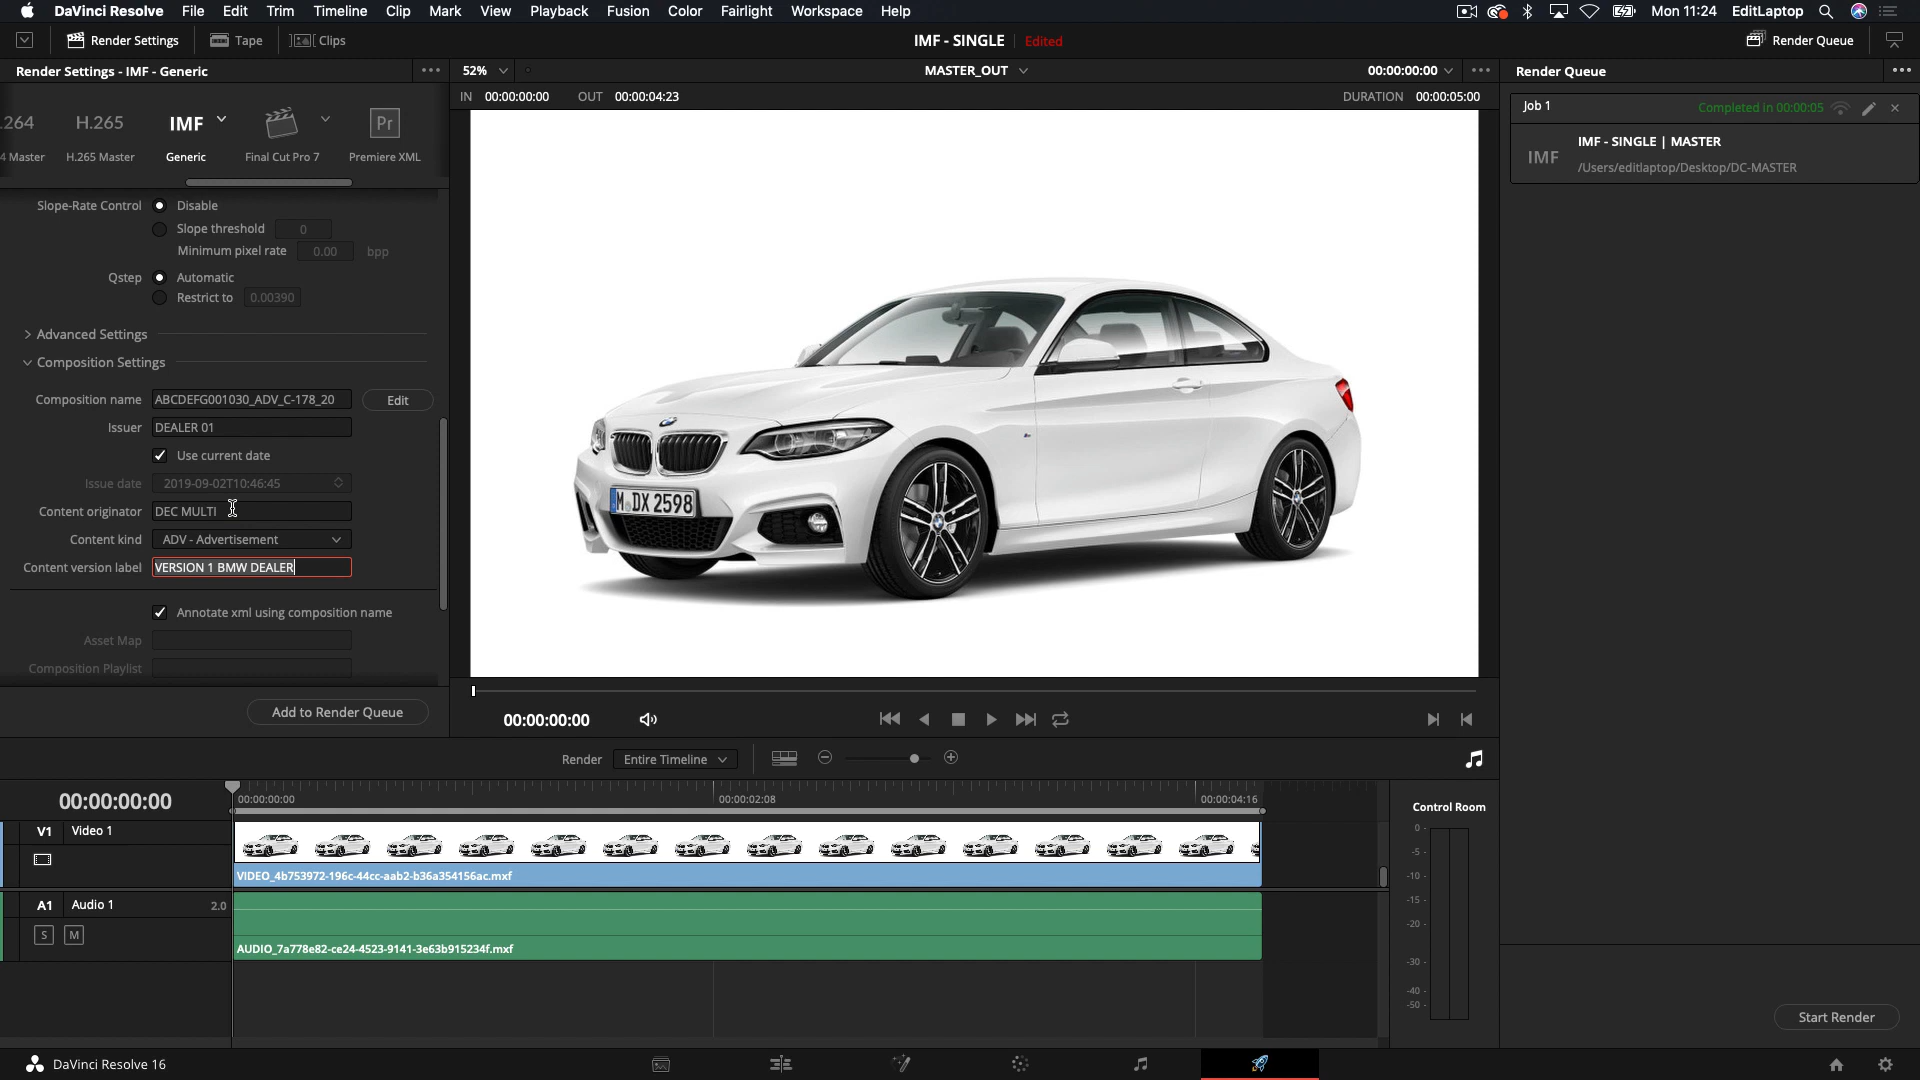 DaVinci Resolve File Edit Trim Timeline Clip Mark View Playback Fusion Color Fairlight Workspace Help Mon 11:24 EditLaptop
Render Settings Tape Clips IMF - SINGLE Edited Render Queue
Render Settings - IMF - Generic 52% MASTER_OUT 00:00:00:00 Render Queue
IN 00:00:00:00 OUT 00:00:04:23 DURATION 00:00:05:00
Job 1 Completed in 00:00:05
.264 H.265 IMF Pr
4 Master H.265 Master Generic Final Cut Pro 7 Premiere XML
IMF IMF - SINGLE | MASTER
/Users/editlaptop/Desktop/DC-MASTER
Slope-Rate Control Disable
Slope threshold 0
Minimum pixel rate 0.00 bpp
Qstep Automatic
Restrict to 0.00390
Advanced Settings
Composition Settings
Composition name ABCDEFG001030_ADV_C-178_20 Edit
Issuer DEALER 01
Use current date
Issue date 2019-09-02T10:46:45
Content originator DEC MULTI
Content kind ADV - Advertisement
Content version label VERSION 1 BMW DEALER
Annotate xml using composition name
Asset Map
Composition Playlist
Add to Render Queue
M DX 2598
00:00:00:00
Render Entire Timeline
00:00:00:00 00:00:00:00 00:00:02:08 00:00:04:16 Control Room
V1 Video 1
VIDEO_4b753972-196c-44cc-aab2-b36a354156ac.mxf
A1 Audio 1 2.0
S M
AUDIO_7a778e82-ce24-4523-9141-3e63b915234f.mxf
0 -
-5 -
-10 -
-15 -
-20 -
-30 -
-40 -
-50 -
Start Render
DaVinci Resolve 16